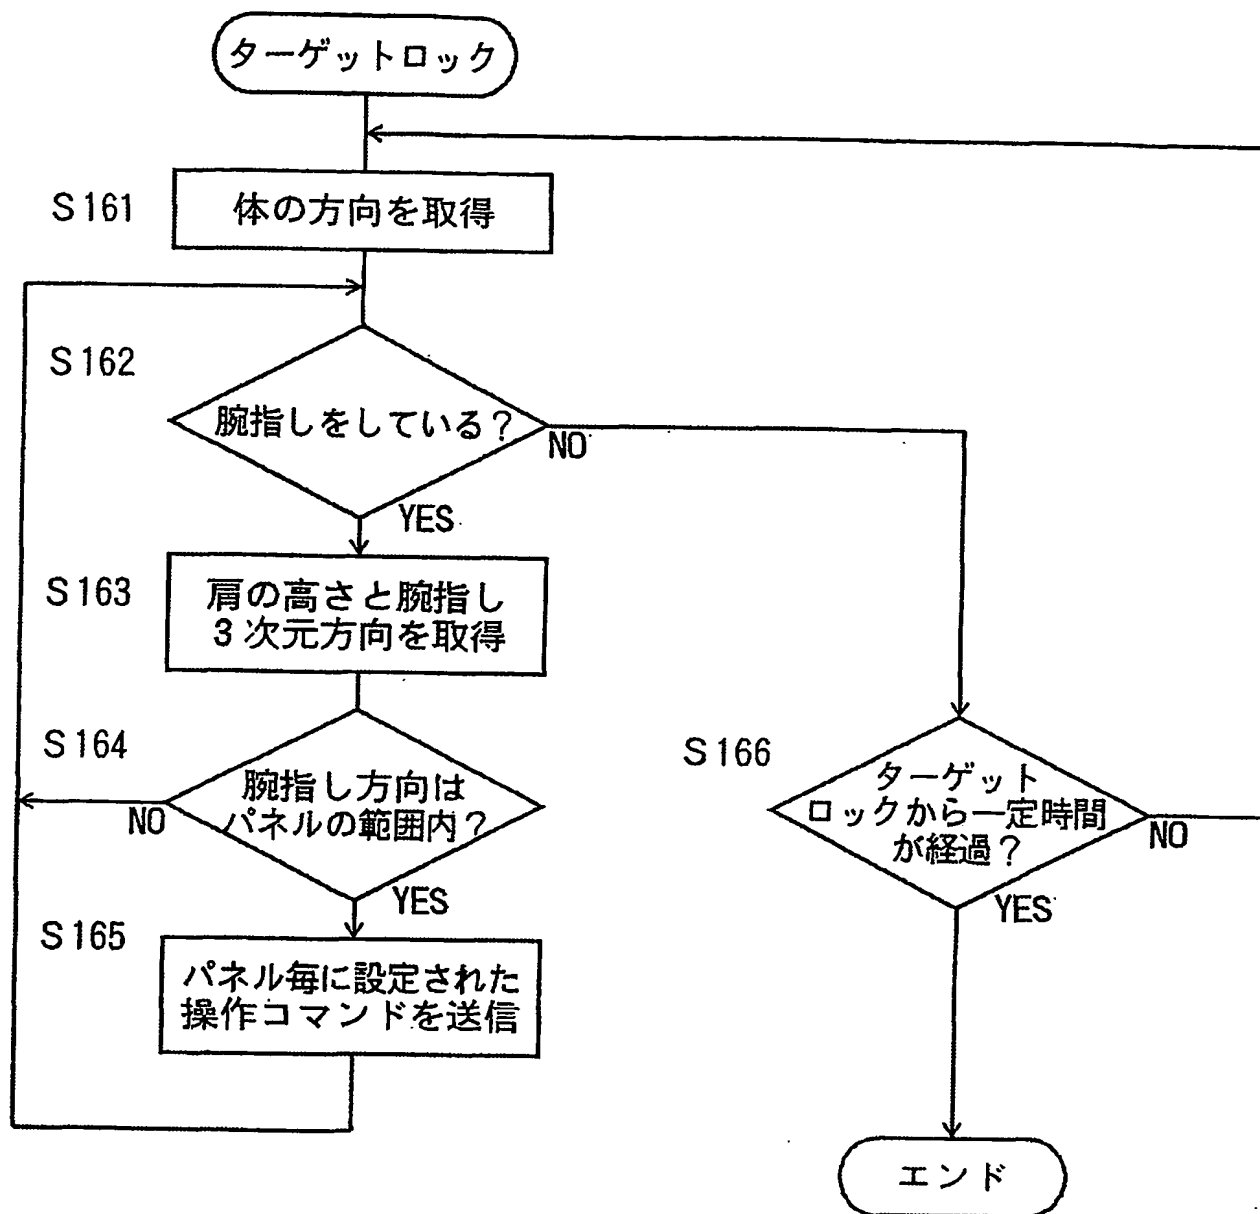 ターゲットロック
S161
体の方向を取得
S162
腕指しをしている?
NO
YES
S163
肩の高さと腕指し
3次元方向を取得
S164
腕指し方向は
パネルの範囲内?
NO
YES
S165
パネル毎に設定された
操作コマンドを送信
S166
ターゲット
ロックから一定時間
が経過?
NO
YES
エンド